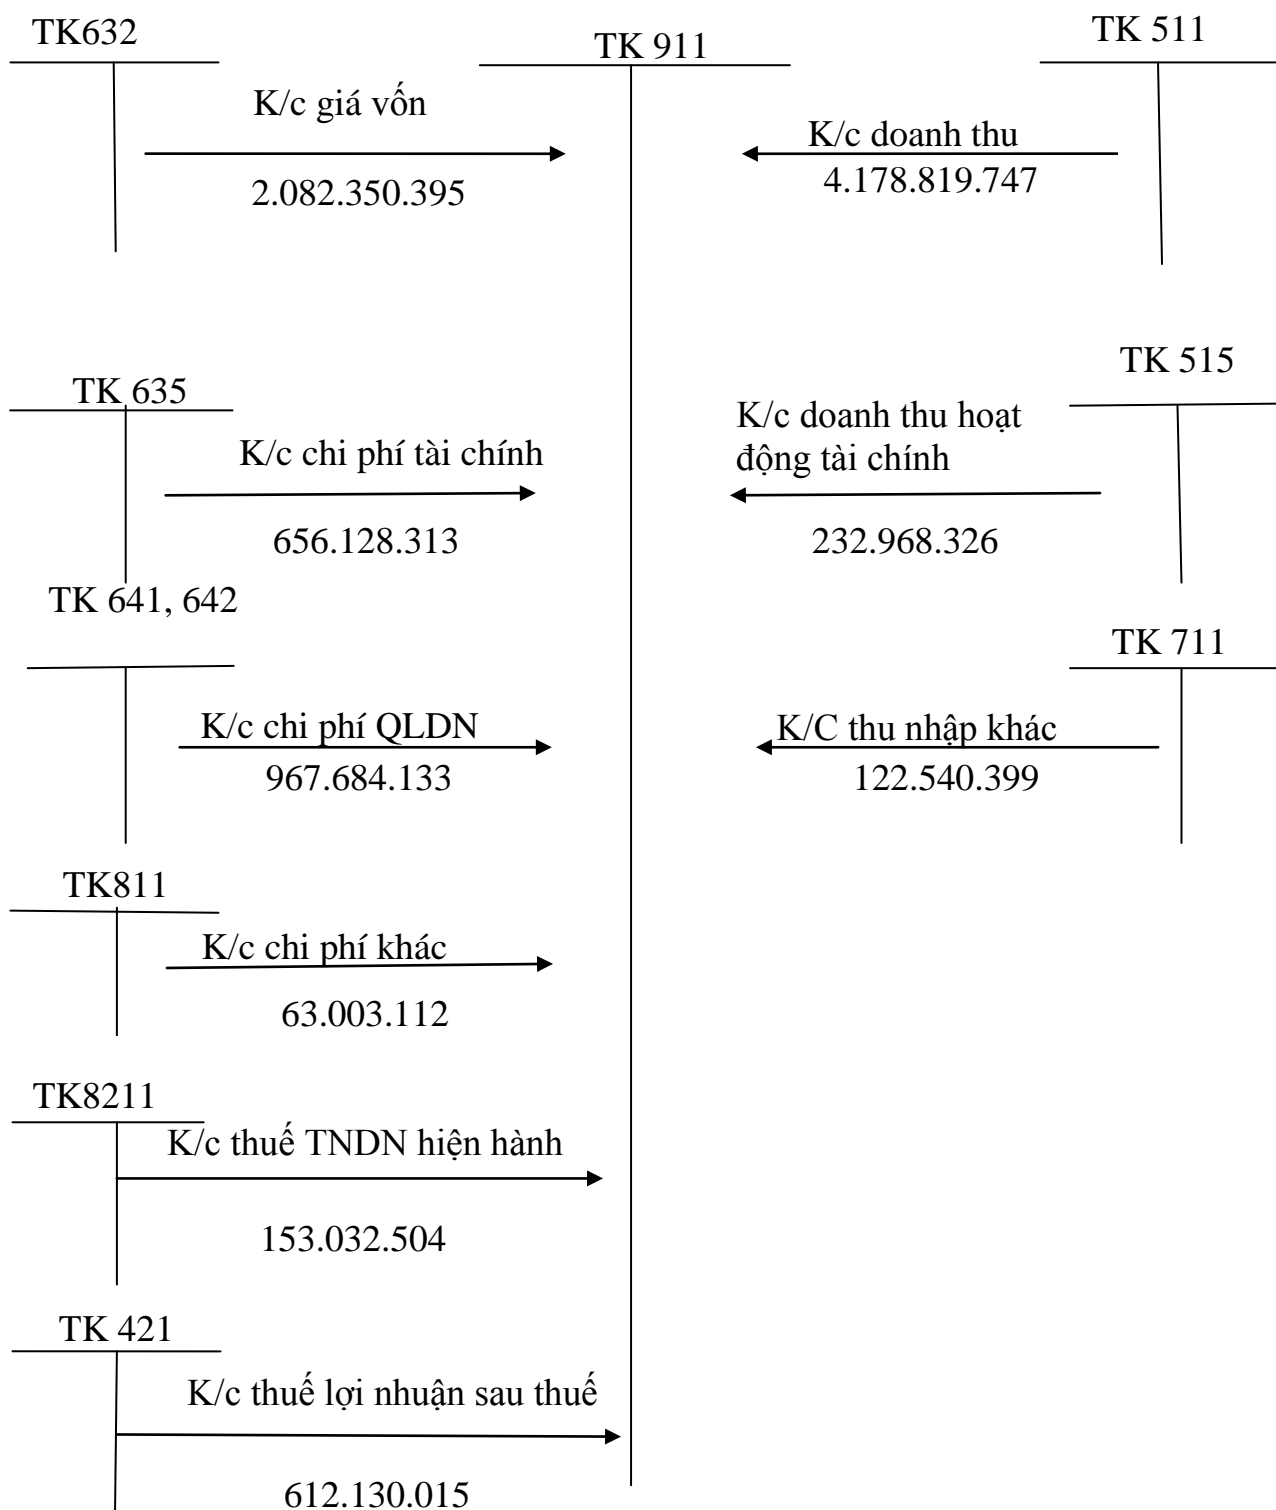 TK632
TK 911
TK 511
K/c giá vốn
2.082.350.395
K/c doanh thu
4.178.819.747
TK 635
K/c chi phí tài chính
656.128.313
TK 515
K/c doanh thu hoạt
động tài chính
232.968.326
TK 641, 642
K/c chi phí QLDN
967.684.133
TK 711
K/C thu nhập khác
122.540.399
TK811
K/c chi phí khác
63.003.112
TK8211
K/c thuế TNDN hiện hành
153.032.504
TK 421
K/c thuế lợi nhuận sau thuế
612.130.015